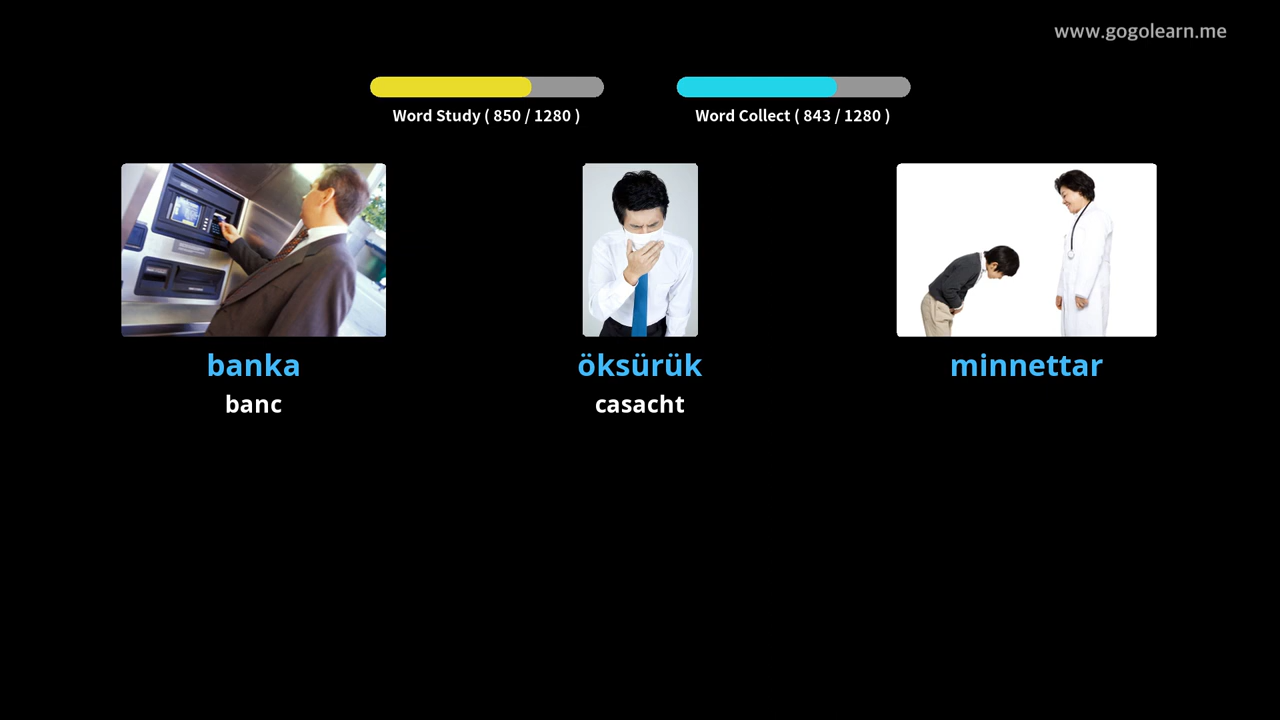 www.gogolearn.me
Word Study ( 850 / 1280 )
Word Collect ( 843 / 1280 )
banka
banc
öksürük
casacht
minnettar